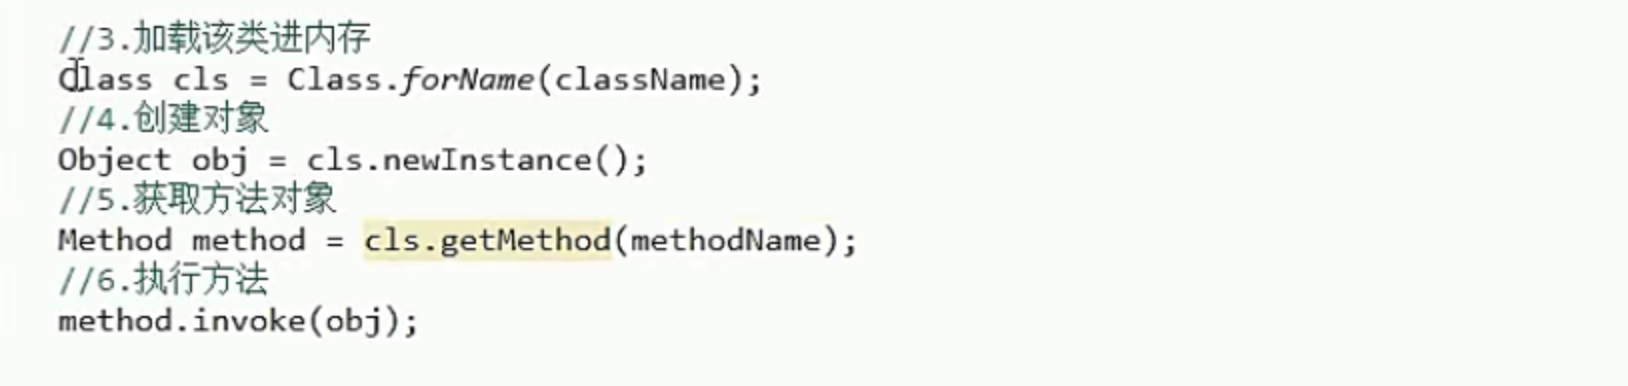 //3.加载该类进内存
Class cls = Class.forName(className);
//4.创建对象
Object obj = cls.newInstance();
//5.获取方法对象
Method method = cls.getMethod(methodName);
//6.执行方法
method.invoke(obj);